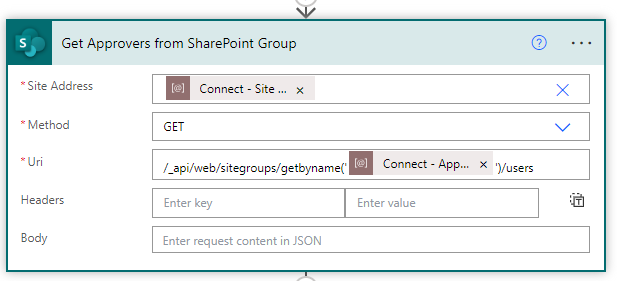 Get Approvers from SharePoint Group
* Site Address [@] Connect - Site ... ×
* Method GET
* Uri /_api/web/sitegroups/getbyname(' [@] Connect - App... × ')/users
Headers Enter key Enter value
Body Enter request content in JSON